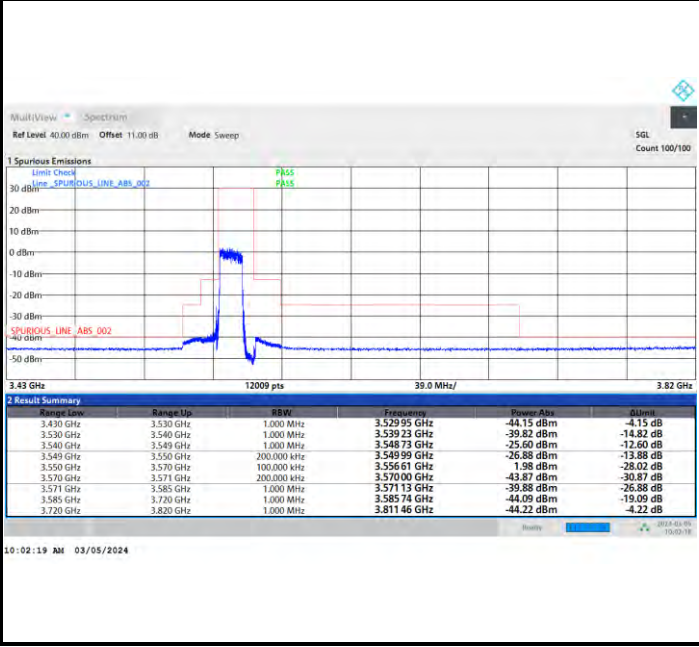 MultiView Spectrum
Ref Level 40.00 dBm Offset 11.00 dB Mode Sweep SGL
Count 100/100
1 Spurious Emissions
Limit Check PASS
Line _SPURIOUS_LINE_ABS_002 PASS
30 dBm
20 dBm
10 dBm
0 dBm
-10 dBm
-20 dBm
-30 dBm
SPURIOUS_LINE_ABS_002
-40 dBm
-50 dBm
3.43 GHz 12009 pts 39.0 MHz/ 3.82 GHz
2 Result Summary
Range Low Range Up RBW Frequency Power Abs ΔLimit
3.430 GHz 3.530 GHz 1.000 MHz 3.529 95 GHz -44.15 dBm -4.15 dB
3.530 GHz 3.540 GHz 1.000 MHz 3.539 23 GHz -39.82 dBm -14.82 dB
3.540 GHz 3.549 GHz 1.000 MHz 3.548 73 GHz -25.60 dBm -12.60 dB
3.549 GHz 3.550 GHz 200.000 kHz 3.549 99 GHz -26.88 dBm -13.88 dB
3.550 GHz 3.570 GHz 100.000 kHz 3.556 61 GHz 1.98 dBm -28.02 dB
3.570 GHz 3.571 GHz 200.000 kHz 3.570 00 GHz -43.87 dBm -30.87 dB
3.571 GHz 3.585 GHz 1.000 MHz 3.571 13 GHz -39.88 dBm -26.88 dB
3.585 GHz 3.720 GHz 1.000 MHz 3.585 74 GHz -44.09 dBm -19.09 dB
3.720 GHz 3.820 GHz 1.000 MHz 3.811 46 GHz -44.22 dBm -4.22 dB
Ready
10:02:19 AM 03/05/2024